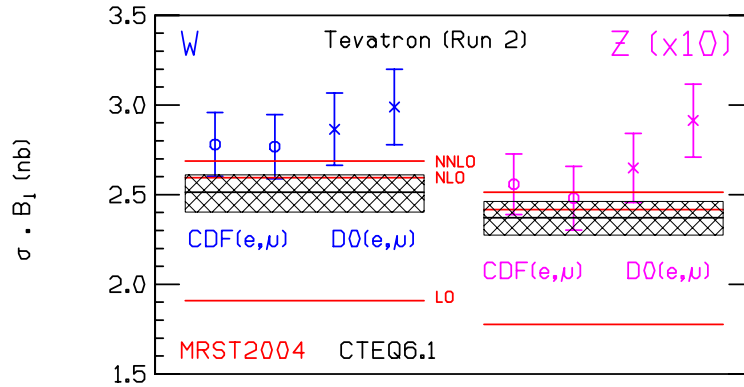 3.5
W
Tevatron (Run 2)
Z (x10)
3.0
NNLO
NLO
2.5
σ · B_l (nb)
CDF(e,μ)
D0(e,μ)
CDF(e,μ)
D0(e,μ)
2.0
LO
MRST2004
CTEQ6.1
1.5